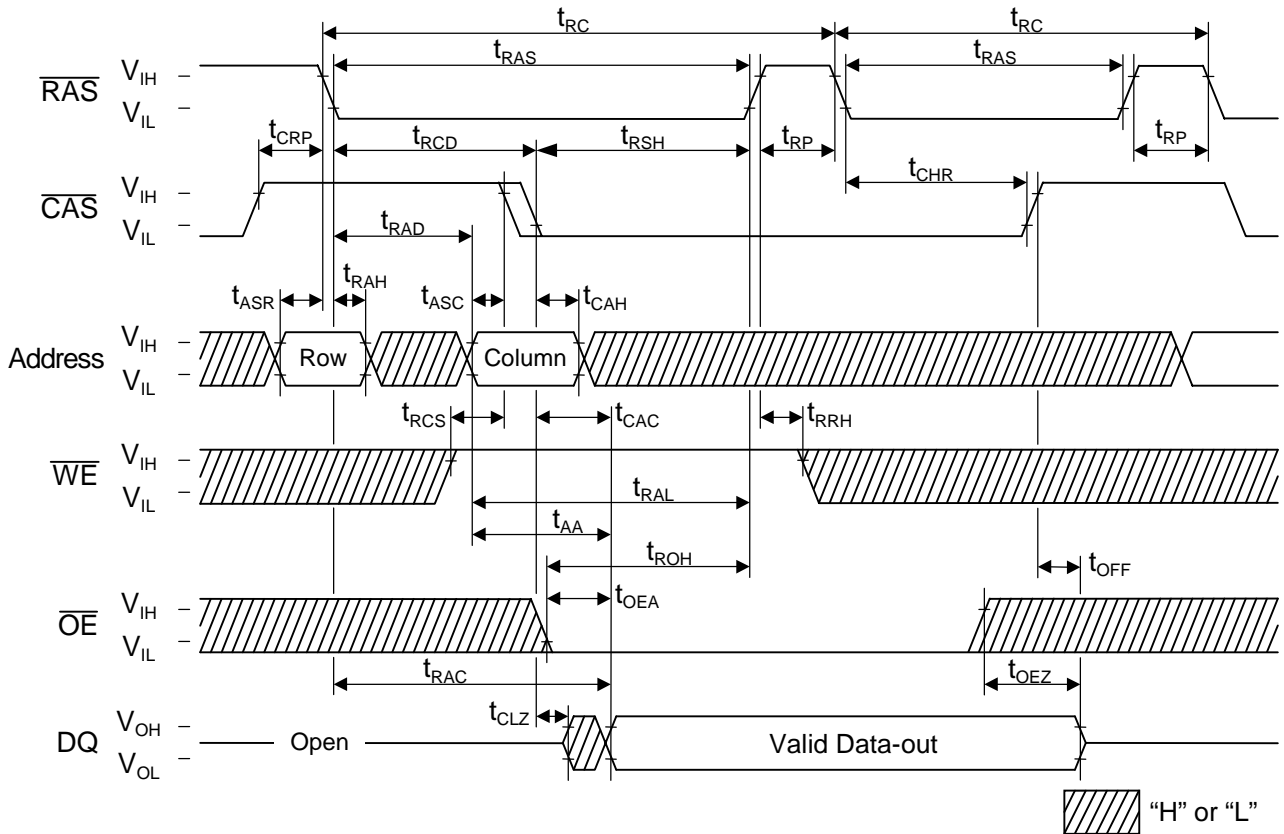 tRC tRC
tRAS tRAS
RAS VIH
VIL
tCRP tRCD tRSH tRP tRP
tCHR
CAS VIH
VIL
tRAD
tRAH
tASR tASC tCAH
Address VIH
VIL
Row Column
tRCS tCAC tRRH
WE VIH
VIL
tRAL
tAA
tROH tOFF
tOEA
OE VIH
VIL
tRAC tOEZ
tCLZ
DQ VOH
VOL
Open Valid Data-out
“H” or “L”